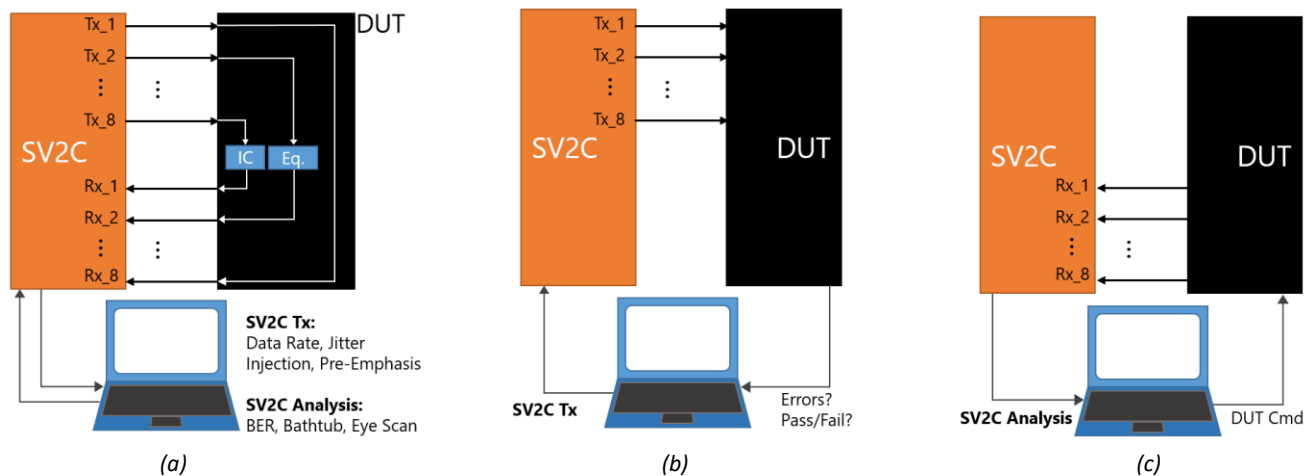 Tx_1
DUT
Tx_2
⋮ ⋮
Tx_8
SV2C
IC
Eq.
Rx_1
Rx_2
⋮ ⋮
Rx_8
SV2C Tx:
Data Rate, Jitter
Injection, Pre-Emphasis
SV2C Analysis:
BER, Bathtub, Eye Scan
(a)
Tx_1
Tx_2
⋮ ⋮
Tx_8
SV2C
DUT
SV2C Tx
Errors?
Pass/Fail?
(b)
SV2C
DUT
Rx_1
Rx_2
⋮ ⋮
Rx_8
SV2C Analysis
DUT Cmd
(c)